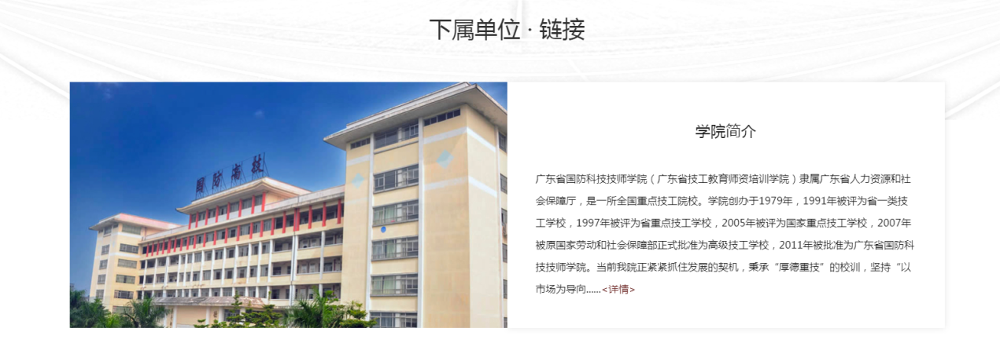 下属单位 · 链接
国防高技
学院简介
广东省国防科技技师学院（广东省技工教育师资培训学院）隶属广东省人力资源和社
会保障厅，是一所全国重点技工院校。学院创办于1979年，1991年被评为省一类技
工学校，1997年被评为省重点技工学校，2005年被评为国家重点技工学校，2007年
被原国家劳动和社会保障部正式批准为高级技工学校，2011年被批准为广东省国防科
技技师学院。当前我院正紧紧抓住发展的契机，秉承“厚德重技”的校训，坚持“以
市场为导向......<详情>